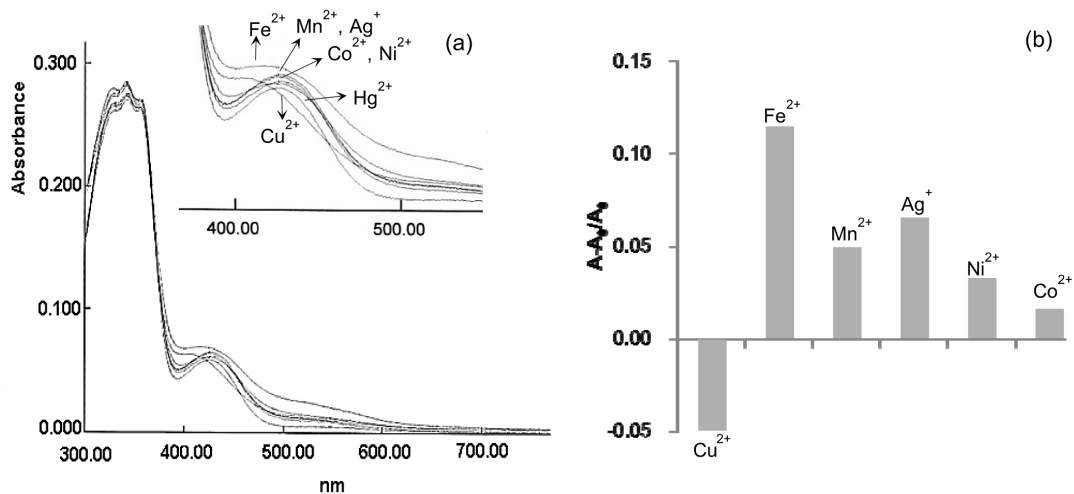 (a)
Absorbance
0.300
0.200
0.100
0.000
300.00 400.00 500.00 600.00 700.00
nm
Fe²⁺
Mn²⁺, Ag⁺
Co²⁺, Ni²⁺
Hg²⁺
Cu²⁺
400.00 500.00
(b)
A-A₀/A₀
0.15
0.10
0.05
0.00
-0.05
Cu²⁺
Fe²⁺
Mn²⁺
Ag⁺
Ni²⁺
Co²⁺